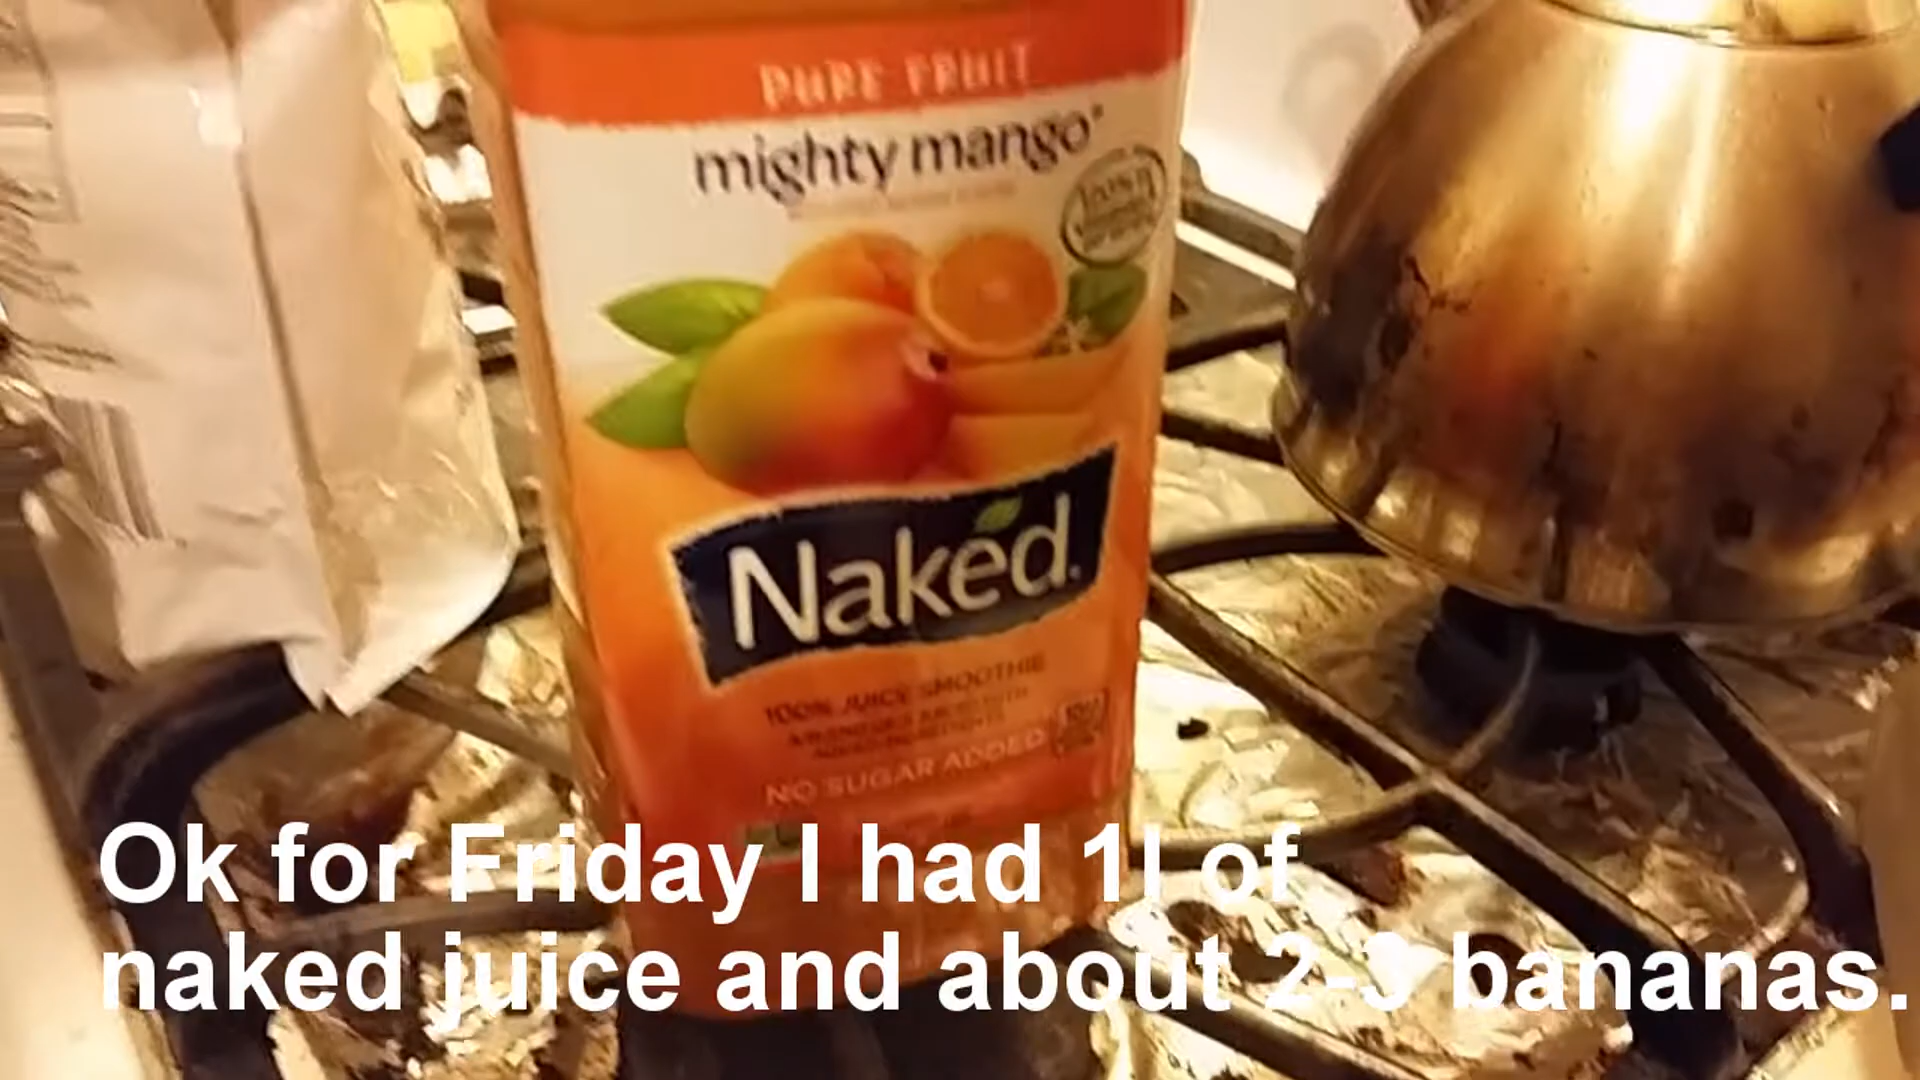 PURE FRUIT
mighty mango
Naked
100% JUICE SMOOTHIE
NO SUGAR ADDED
Ok for Friday I had 1l of
naked juice and about 2-3 bananas.